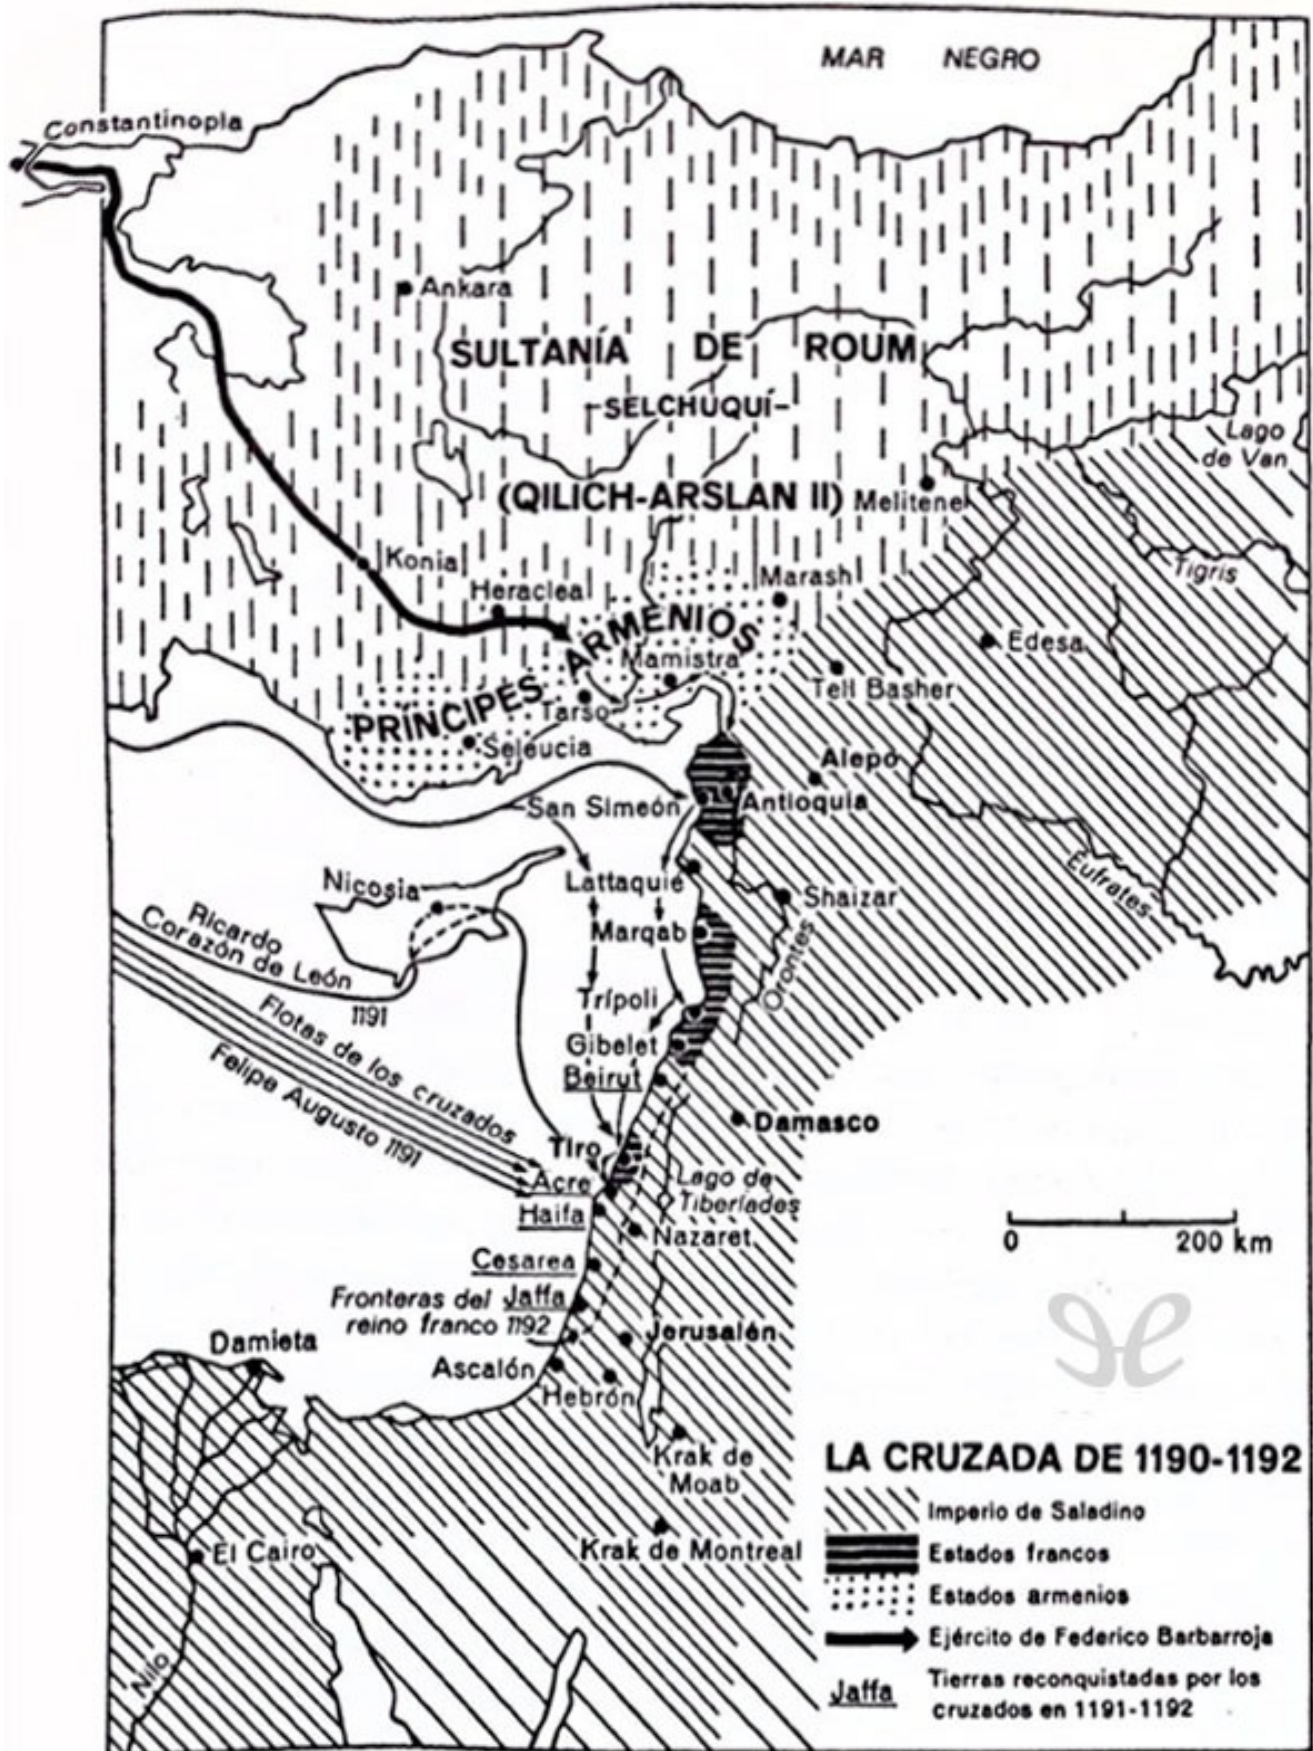 MAR NEGRO
Constantinopla
Ankara
SULTANÍA DE ROUM
-SELCHUQUÍ-
Lago
de Van
(QILICH-ARSLAN II)
Melitene
Konia
Tigris
Heraclea
Marash
PRÍNCIPES ARMENIOS
Edesa
Mamistra
Tell Basher
Tarso
Seleucia
Alepo
San Simeón
Antioquia
Eufrates
Nicosia
Lattaquie
Shaizar
Ricardo
Corazón de León
1191
Marqab
Orontes
Trípoli
Flotas de los cruzados
Gibelet
Felipe Augusto 1191
Beirut
Damasco
Tiro
Acre
Lago de
Tiberíades
Haifa
Nazaret
0 200 km
Cesarea
Fronteras del
reino franco 1192
Jaffa
Damieta
Jerusalén
Ascalón
Hebrón
Krak de
Moab
El Cairo
Krak de Montreal
Nilo
LA CRUZADA DE 1190-1192
Imperio de Saladino
Estados francos
Estados armenios
Ejército de Federico Barbarroja
Jaffa
Tierras reconquistadas por los
cruzados en 1191-1192